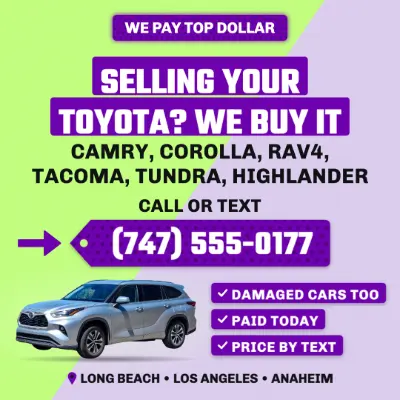 WE PAY TOP DOLLAR
SELLING YOUR
TOYOTA? WE BUY IT
CAMRY, COROLLA, RAV4,
TACOMA, TUNDRA, HIGHLANDER
CALL OR TEXT
(747) 555-0177
DAMAGED CARS TOO
PAID TODAY
PRICE BY TEXT
LONG BEACH • LOS ANGELES • ANAHEIM